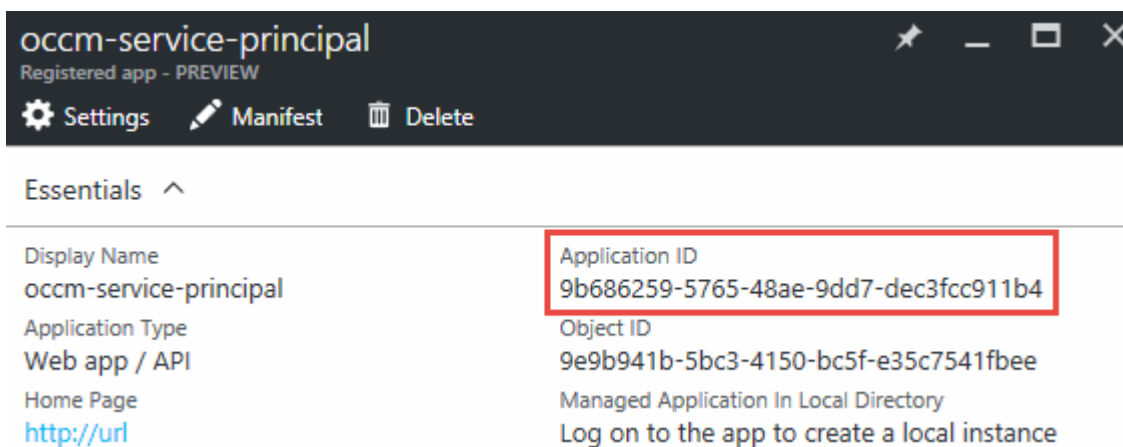 occm-service-principal
Registered app - PREVIEW
Settings Manifest Delete
Essentials
Display Name
occm-service-principal
Application ID
9b686259-5765-48ae-9dd7-dec3fcc911b4
Application Type
Web app / API
Object ID
9e9b941b-5bc3-4150-bc5f-e35c7541fbee
Home Page
http://url
Managed Application In Local Directory
Log on to the app to create a local instance